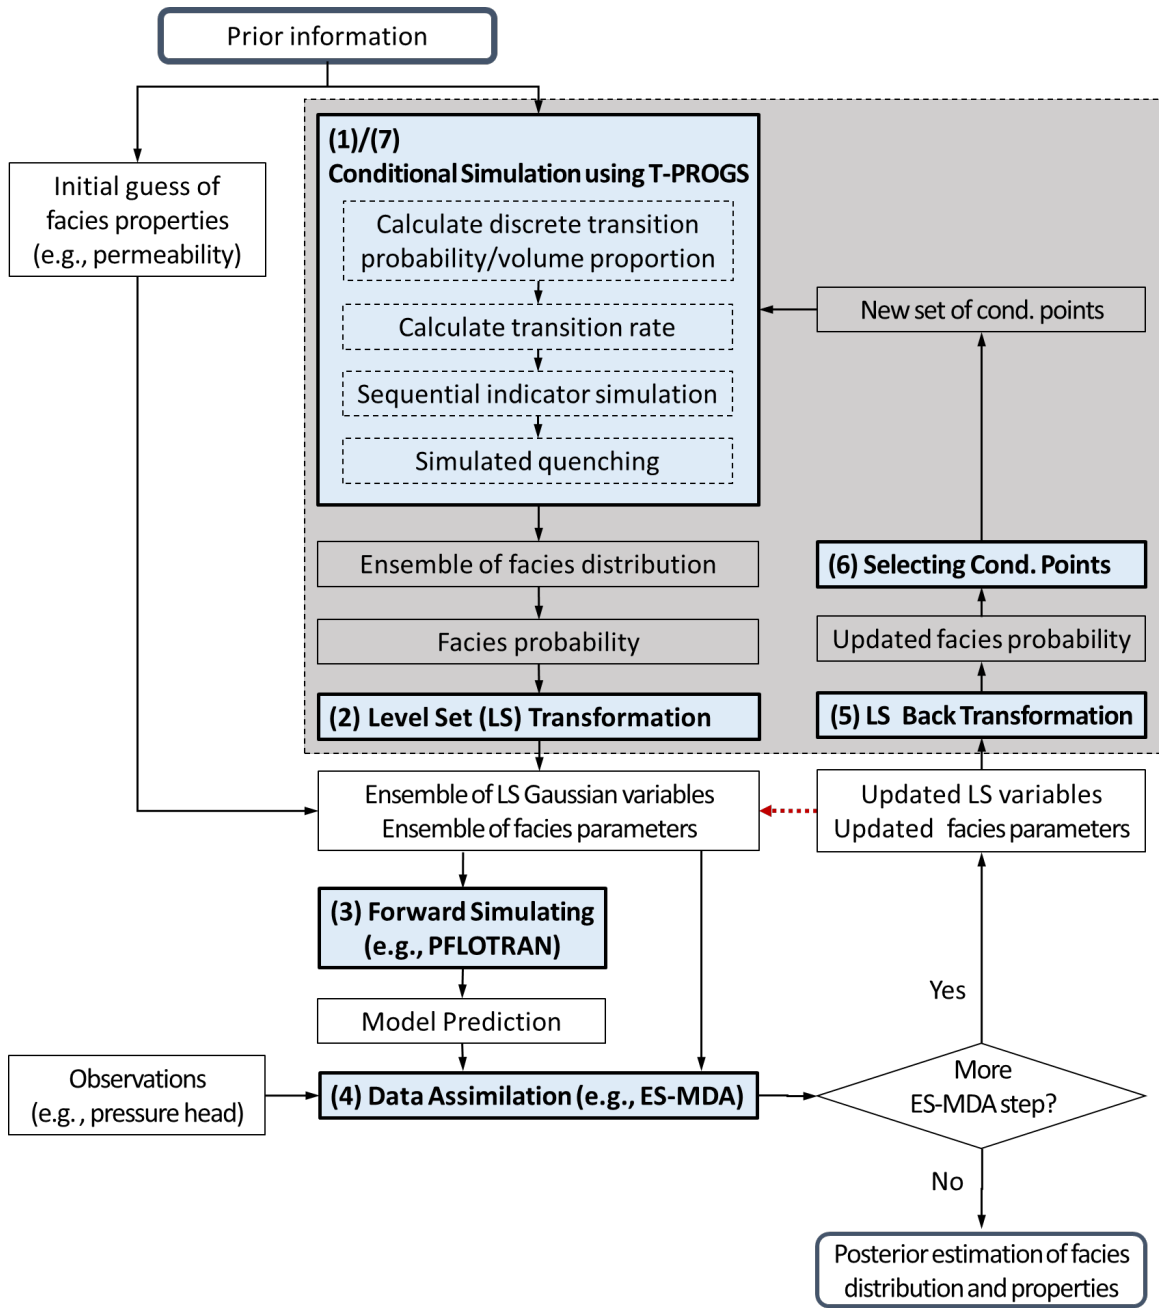 Prior information
Initial guess of
facies properties
(e.g., permeability)
(1)/(7)
Conditional Simulation using T-PROGS
Calculate discrete transition
probability/volume proportion
Calculate transition rate
Sequential indicator simulation
Simulated quenching
New set of cond. points
Ensemble of facies distribution
Facies probability
(2) Level Set (LS) Transformation
(6) Selecting Cond. Points
Updated facies probability
(5) LS Back Transformation
Ensemble of LS Gaussian variables
Ensemble of facies parameters
Updated LS variables
Updated facies parameters
(3) Forward Simulating
(e.g., PFLOTRAN)
Model Prediction
Observations
(e.g., pressure head)
(4) Data Assimilation (e.g., ES-MDA)
Yes
More
ES-MDA step?
No
Posterior estimation of facies
distribution and properties